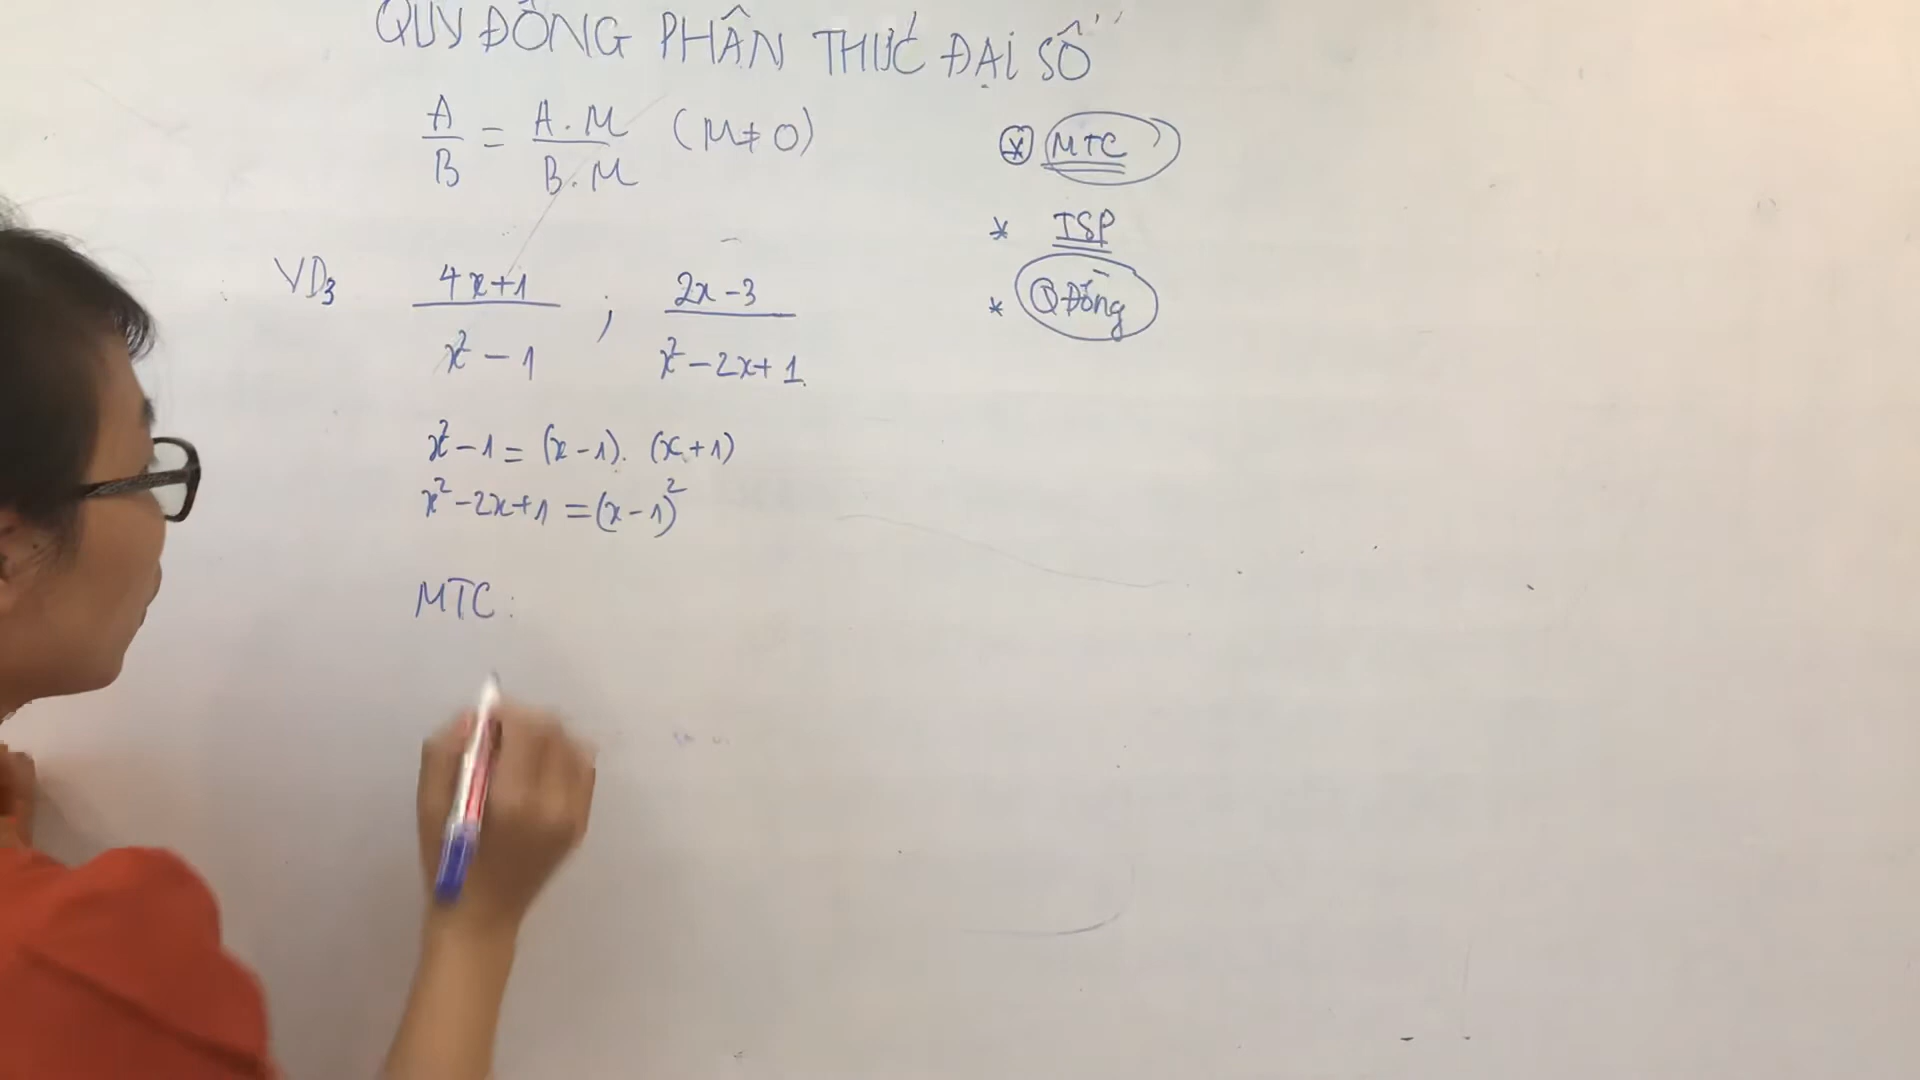 QUY ĐỒNG PHÂN THỨC ĐẠI SỐ"
A/B = A.M/B.M (M≠0)
VD3 4x+1/x²-1 ; 2x-3/x²-2x+1.
x²-1 = (x-1).(x+1)
x²-2x+1 = (x-1)²
MTC:
* MTC
* TSP
* QĐồng